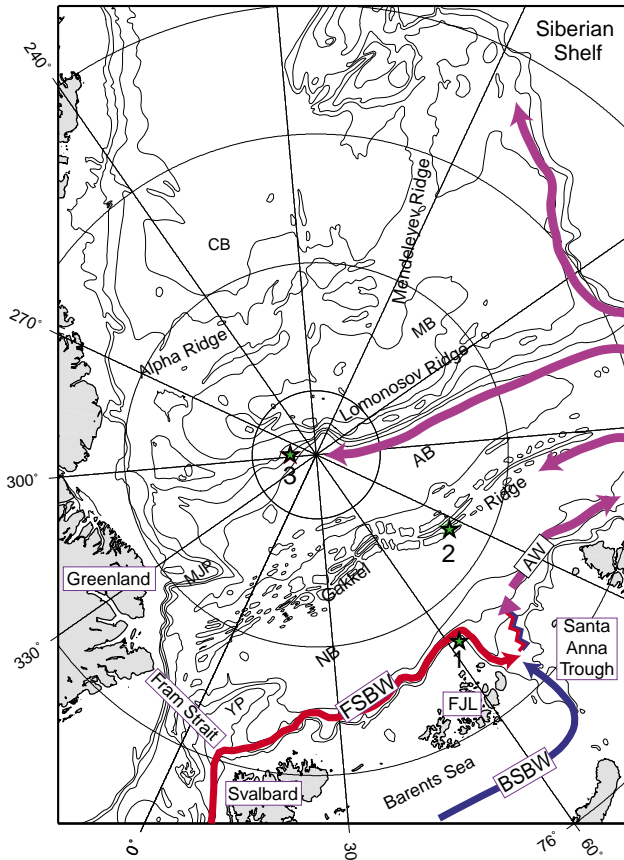 Siberian
Shelf
240°
Mendeleyev Ridge
CB
MB
270°
Alpha Ridge
Lomonosov Ridge
AB
300°
3
Ridge
2
AW
MJP
Greenland
Gakkel
Santa
Anna
Trough
330°
NB
1
Fram Strait
YP
FSBW
FJL
BSBW
Barents Sea
Svalbard
0°
30
76°
60°